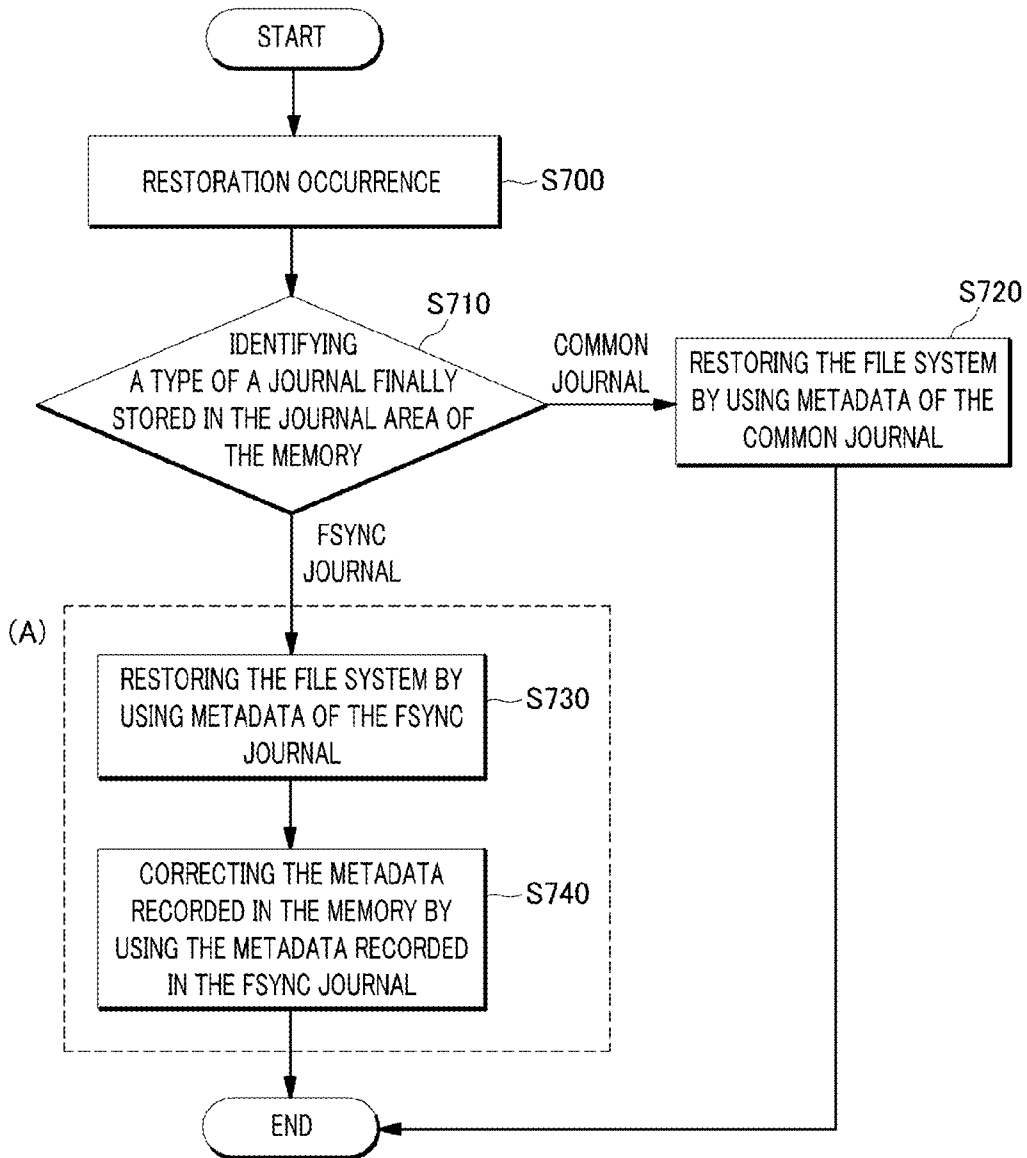 START
RESTORATION OCCURRENCE
S700
S710
IDENTIFYING
A TYPE OF A JOURNAL FINALLY
STORED IN THE JOURNAL AREA OF
THE MEMORY
COMMON
JOURNAL
S720
RESTORING THE FILE SYSTEM
BY USING METADATA OF THE
COMMON JOURNAL
FSYNC
JOURNAL
(A)
RESTORING THE FILE SYSTEM BY
USING METADATA OF THE FSYNC
JOURNAL
S730
CORRECTING THE METADATA
RECORDED IN THE MEMORY BY
USING THE METADATA RECORDED
IN THE FSYNC JOURNAL
S740
END